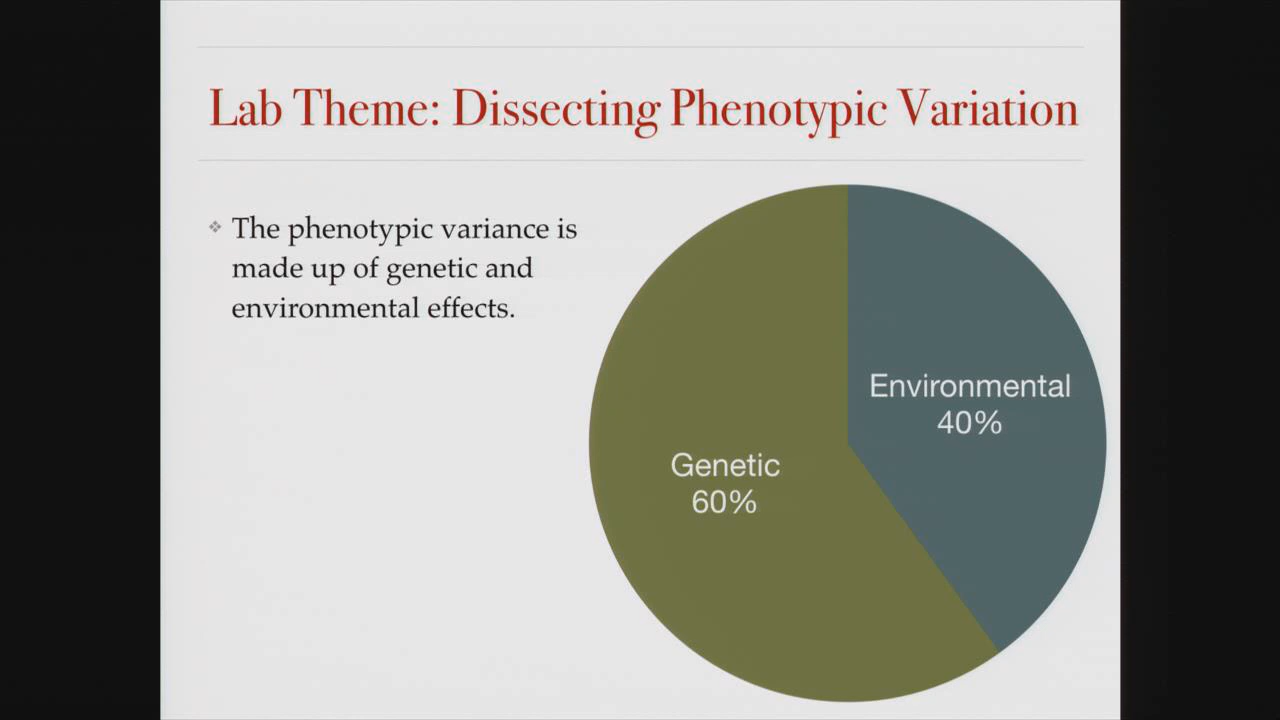 Lab Theme: Dissecting Phenotypic Variation
The phenotypic variance is
made up of genetic and
environmental effects.
Environmental
40%
Genetic
60%